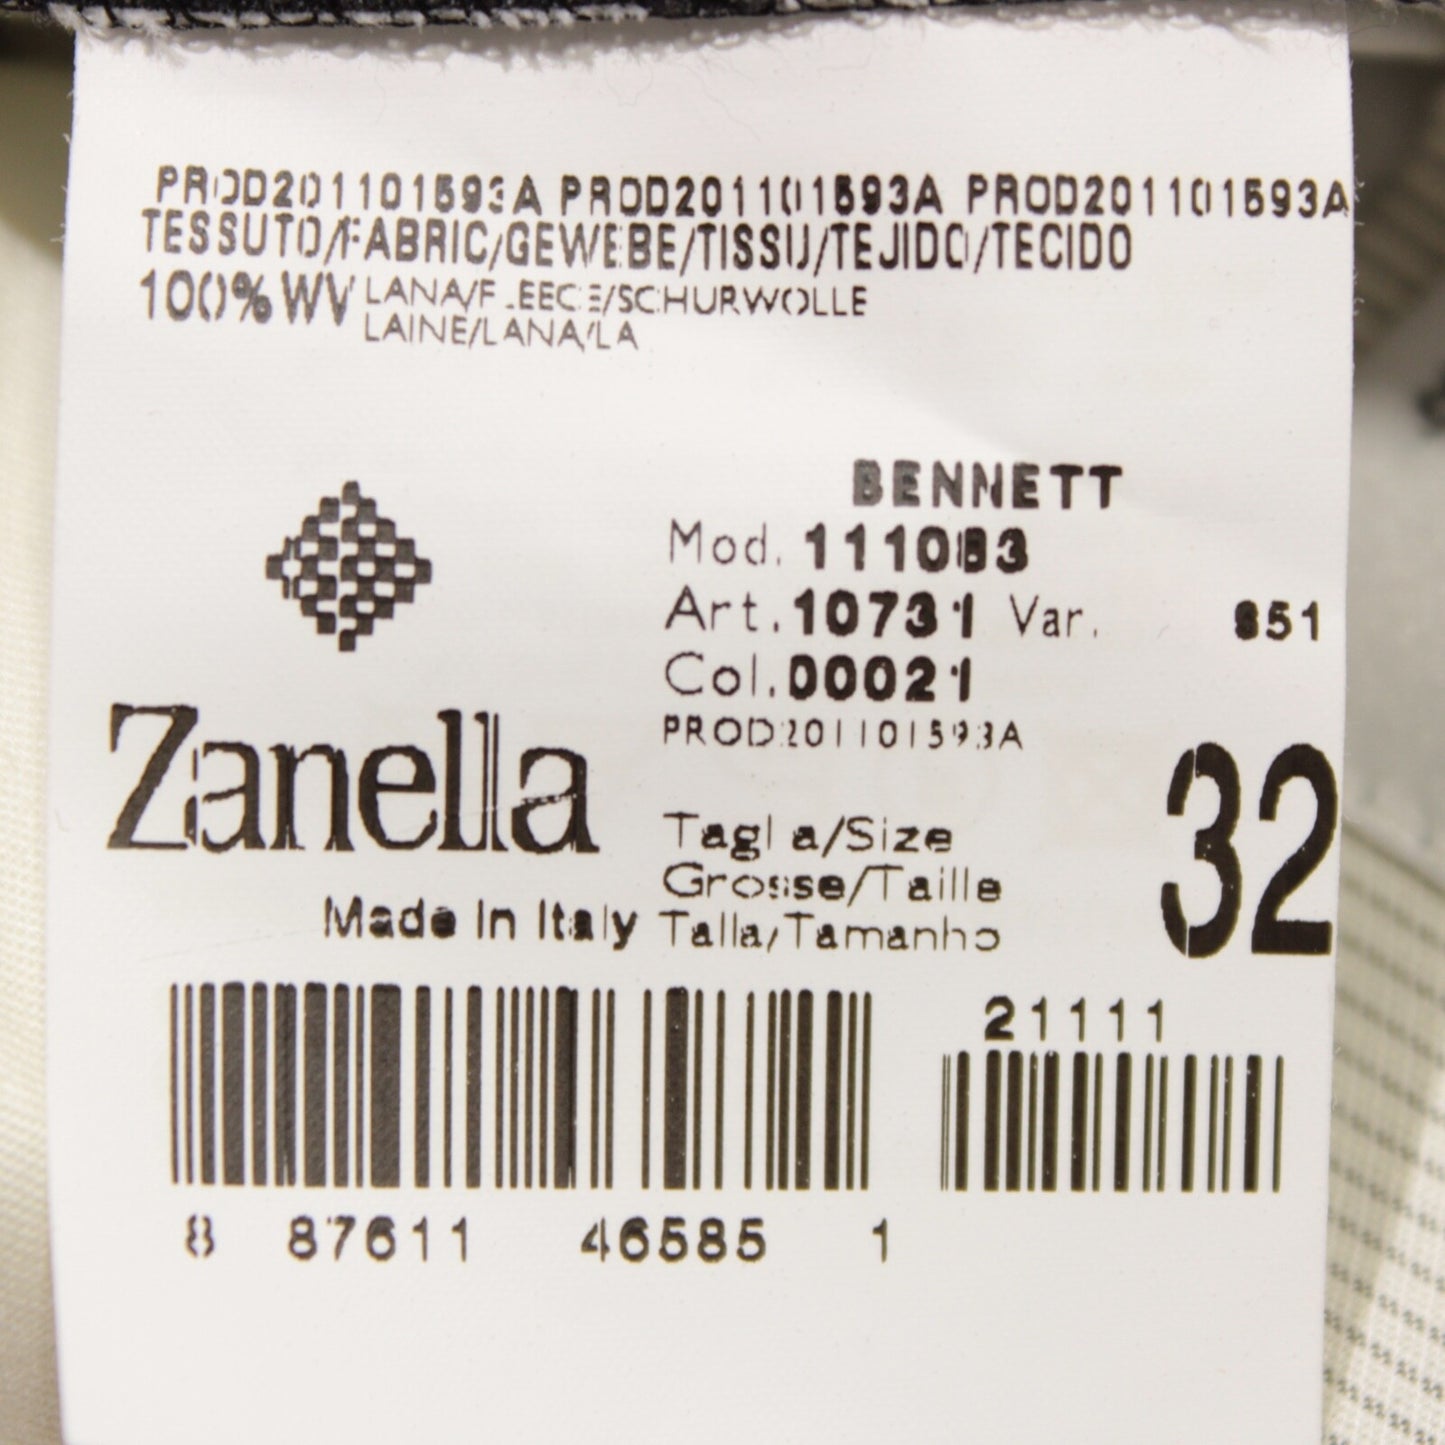 PROD201101593A PROD201101593A PROD201101593A
TESSUTO/FABRIC/GEWEBE/TISSU/TEJIDO/TECIDO
100%WV LANA/FLEECE/SCHURWOLLE
LAINE/LANA/LA
BENNETT
Mod. 111083
Art. 10731 Var.
Col. 00021
PROD201101593A
Zanella
32
Taglia/Size
Grosse/Taille
Made In Italy Talla/Tamanho
21111
8 87611 46585 1